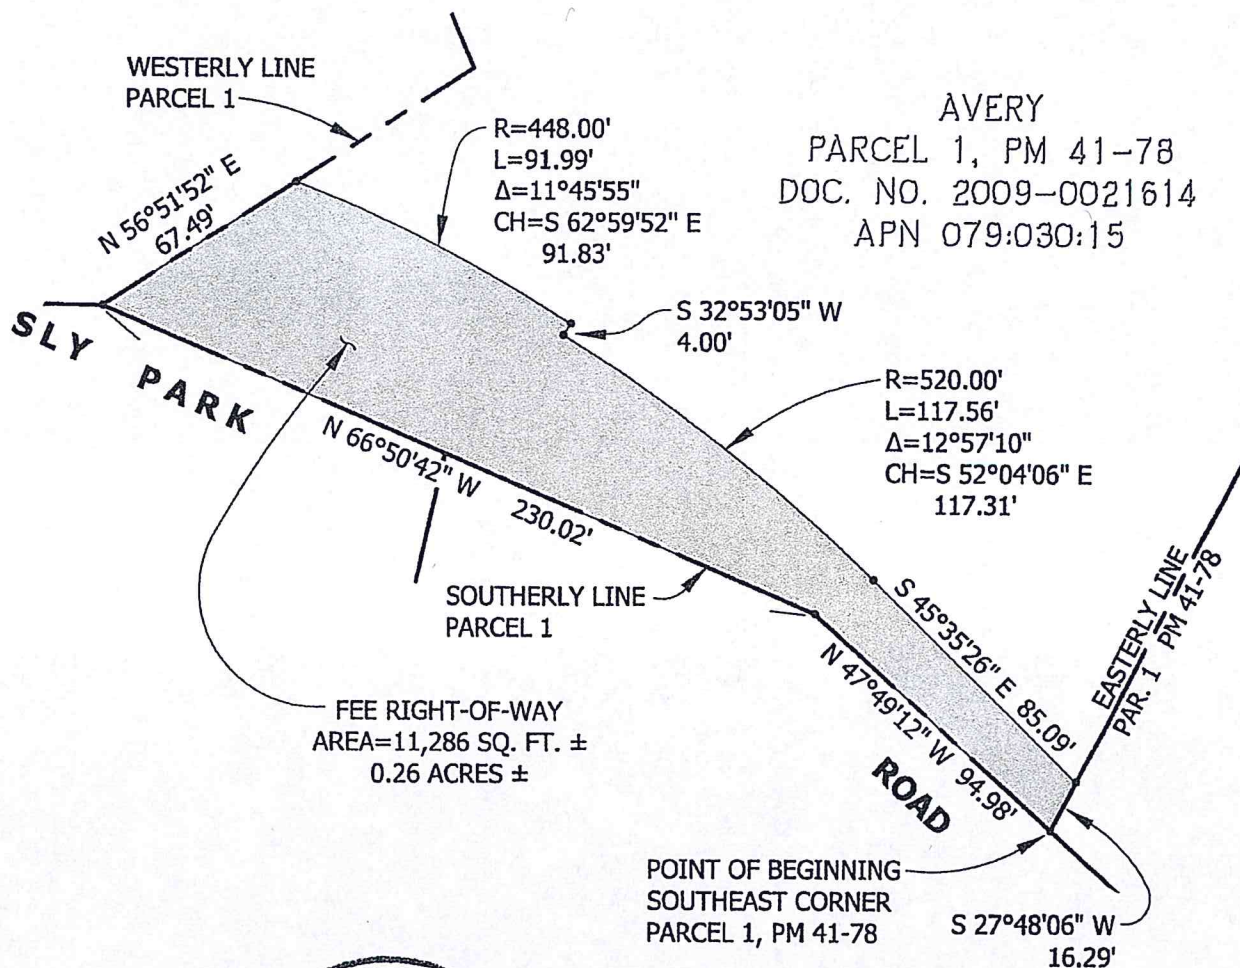 WESTERLY LINE
PARCEL 1
N 56°51'52" E
67.49'
R=448.00'
L=91.99'
Δ=11°45'55"
CH=S 62°59'52" E
91.83'
AVERY
PARCEL 1, PM 41-78
DOC. NO. 2009-0021614
APN 079:030:15
S 32°53'05" W
4.00'
SLY PARK
R=520.00'
L=117.56'
Δ=12°57'10"
CH=S 52°04'06" E
117.31'
N 66°50'42" W 230.02'
SOUTHERLY LINE
PARCEL 1
S 45°35'26" E 85.09'
EASTERLY LINE
PAR. 1 PM 41-78
N 47°49'12" W 94.98'
ROAD
FEE RIGHT-OF-WAY
AREA=11,286 SQ. FT. ±
0.26 ACRES ±
POINT OF BEGINNING
SOUTHEAST CORNER
PARCEL 1, PM 41-78
S 27°48'06" W
16.29'